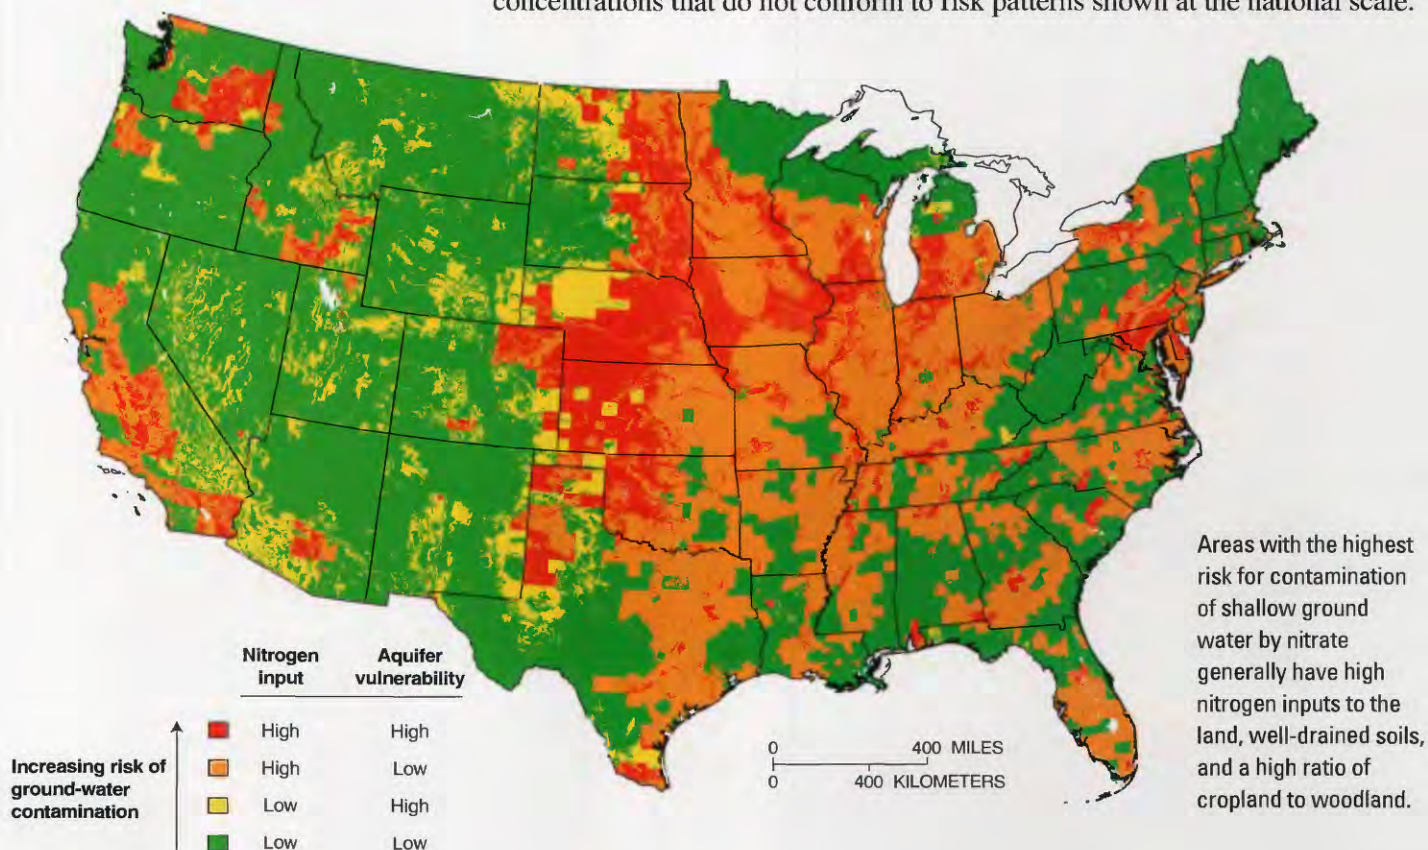 concentrations that do not conform to risk patterns shown at the national scale.
Areas with the highest
risk for contamination
of shallow ground
water by nitrate
generally have high
nitrogen inputs to the
land, well-drained soils,
and a high ratio of
cropland to woodland.
Nitrogen input Aquifer vulnerability
High High
High Low
Low High
Low Low
Increasing risk of
ground-water
contamination
0 400 MILES
0 400 KILOMETERS